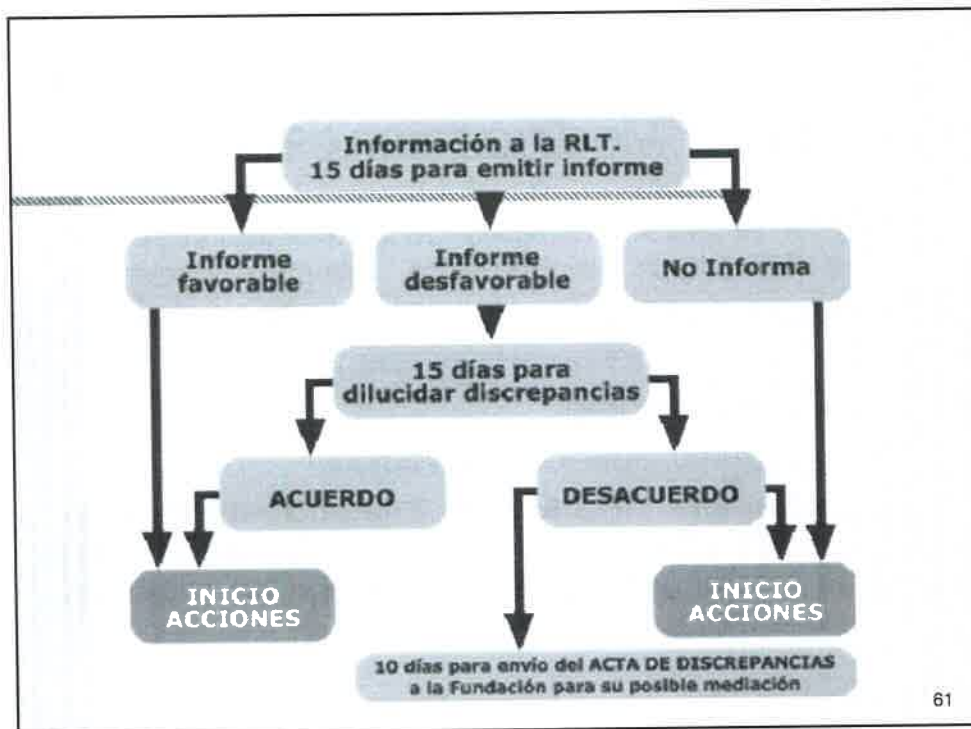 Información a la RLT.
15 días para emitir informe
Informe
favorable
Informe
desfavorable
No Informa
15 días para
dilucidar discrepancias
ACUERDO
DESACUERDO
INICIO
ACCIONES
INICIO
ACCIONES
10 días para envío del ACTA DE DISCREPANCIAS
a la Fundación para su posible mediación
61